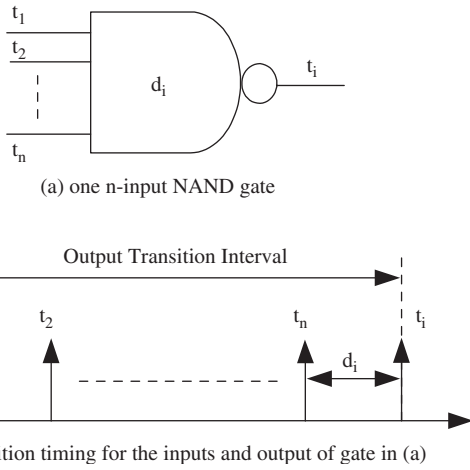 t1
t2
di
ti
tn
(a) one n-input NAND gate
Output Transition Interval
t2
tn
ti
di
ition timing for the inputs and output of gate in (a)